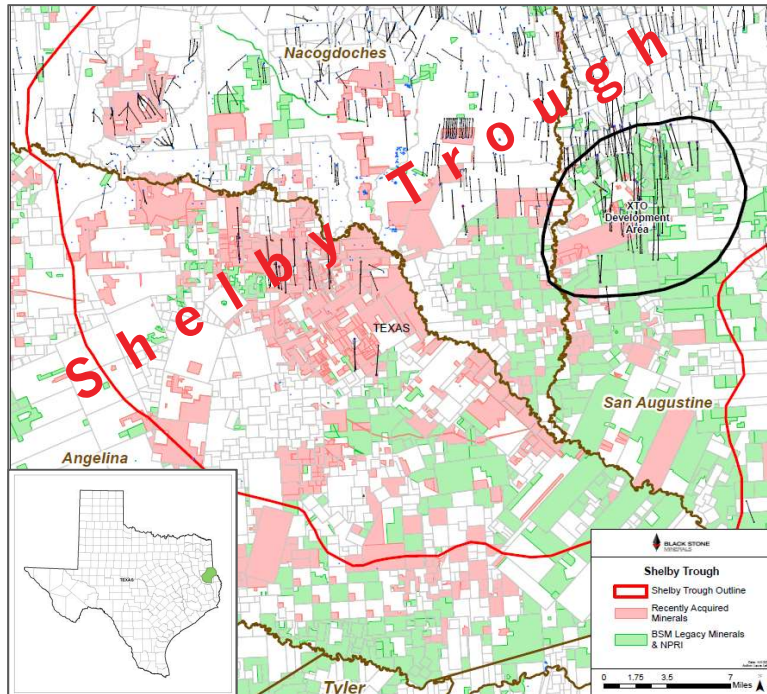 Nacogdoches
Shelby Trough
XTO
Development
Area
TEXAS
San Augustine
Angelina
TEXAS
BLACK STONE
MINERALS
Shelby Trough
Shelby Trough Outline
Recently Acquired
Minerals
BSM Legacy Minerals
& NPRI
0 1.75 3.5 7
Miles
Tyler